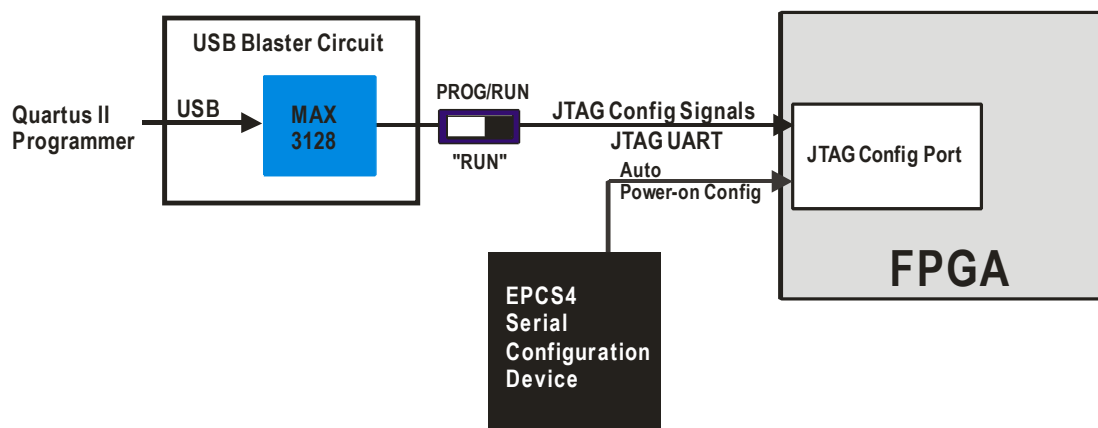 USB Blaster Circuit
Quartus II
Programmer
USB
MAX
3128
PROG/RUN
"RUN"
JTAG Config Signals
JTAG UART
Auto
Power-on Config
JTAG Config Port
FPGA
EPCS4
Serial
Configuration
Device